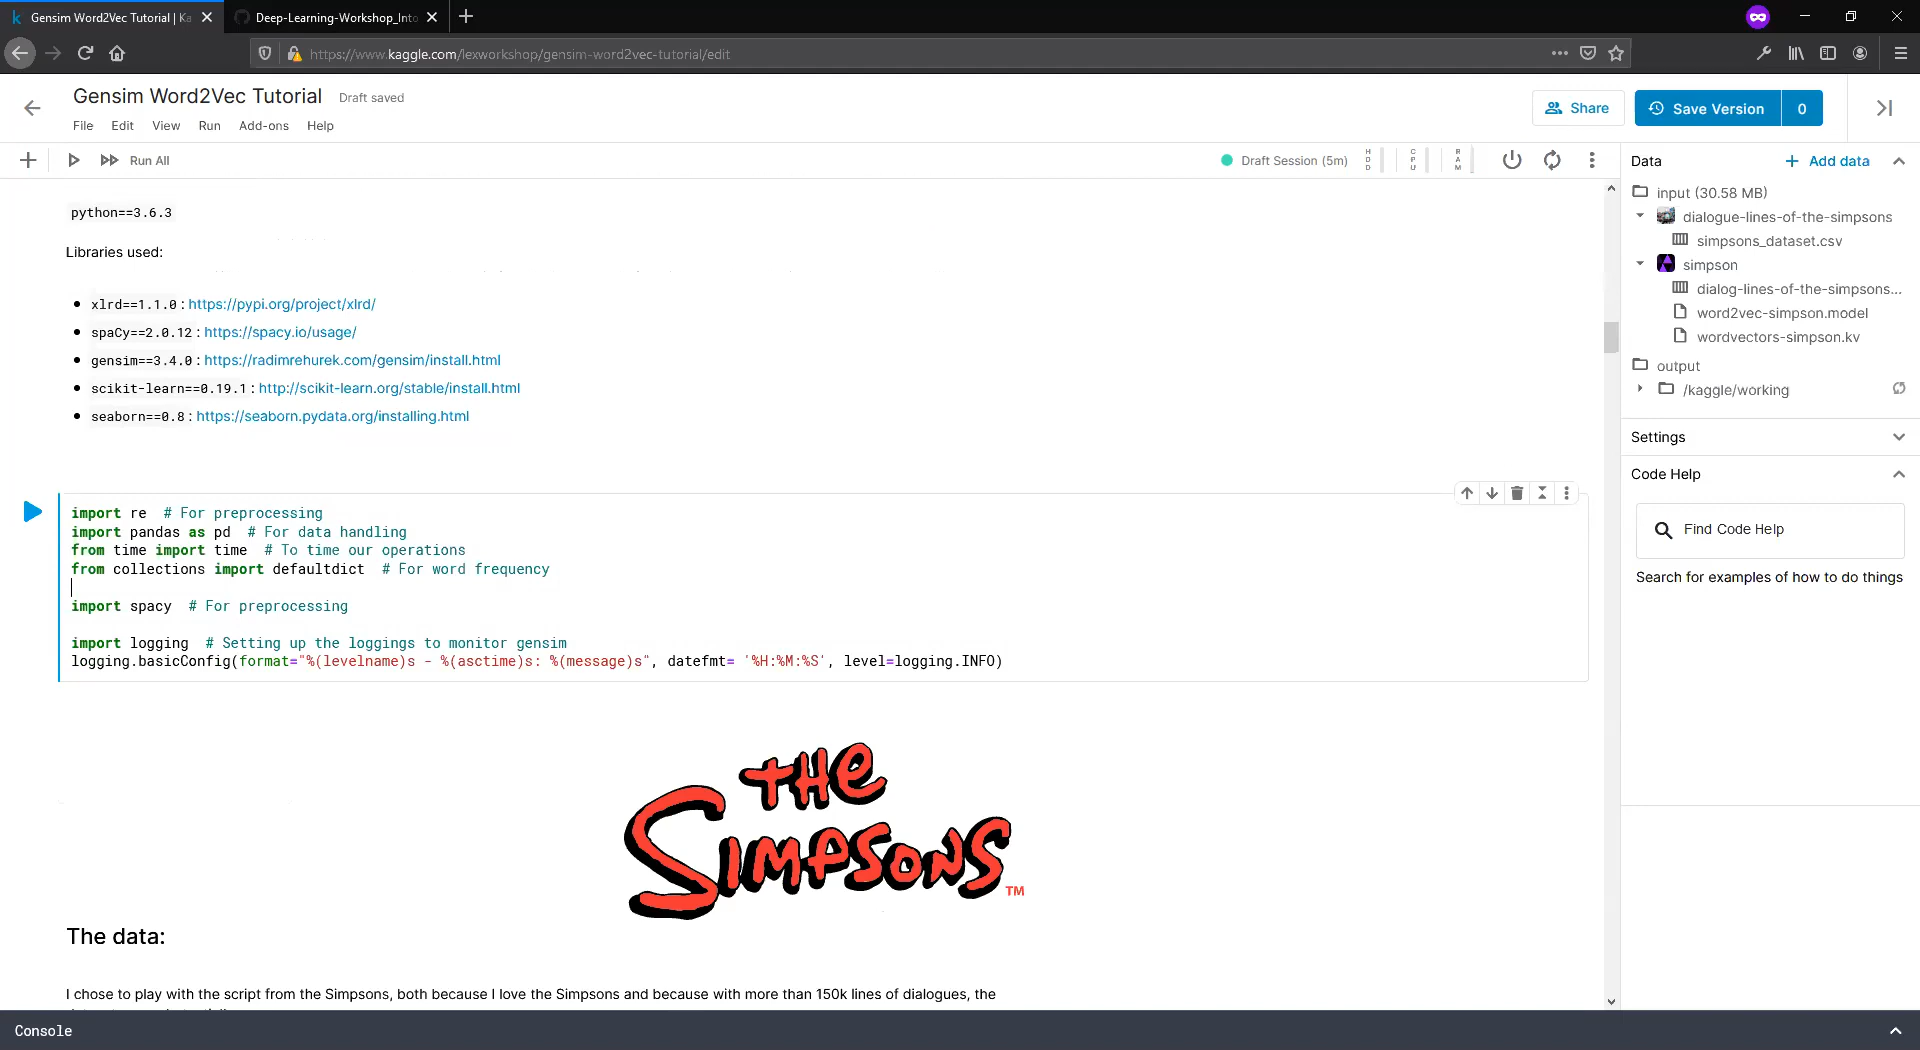 Gensim Word2Vec Tutorial | Ka
Deep-Learning-Workshop_Into
https://www.kaggle.com/lexworkshop/gensim-word2vec-tutorial/edit
Gensim Word2Vec Tutorial Draft saved
File Edit View Run Add-ons Help
Share
Save Version 0
Run All
Draft Session (5m)
HDD
CPU
RAM
python==3.6.3
Libraries used:
xlrd==1.1.0 : https://pypi.org/project/xlrd/
spaCy==2.0.12 : https://spacy.io/usage/
gensim==3.4.0 : https://radimrehurek.com/gensim/install.html
scikit-learn==0.19.1 : http://scikit-learn.org/stable/install.html
seaborn==0.8 : https://seaborn.pydata.org/installing.html
import re  # For preprocessing
import pandas as pd  # For data handling
from time import time  # To time our operations
from collections import defaultdict  # For word frequency
import spacy  # For preprocessing
import logging  # Setting up the loggings to monitor gensim
logging.basicConfig(format="%(levelname)s - %(asctime)s: %(message)s", datefmt= '%H:%M:%S', level=logging.INFO)
THE
SIMPSONS
TM
The data:
I chose to play with the script from the Simpsons, both because I love the Simpsons and because with more than 150k lines of dialogues, the
Data
Add data
input (30.58 MB)
dialogue-lines-of-the-simpsons
simpsons_dataset.csv
simpson
dialog-lines-of-the-simpsons...
word2vec-simpson.model
wordvectors-simpson.kv
output
/kaggle/working
Settings
Code Help
Find Code Help
Search for examples of how to do things
Console